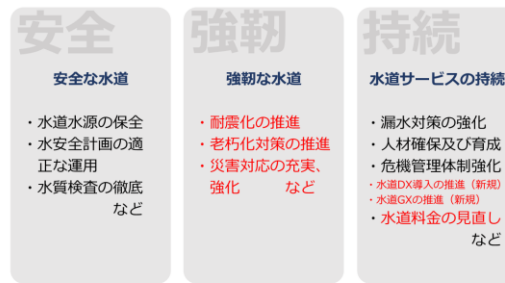 安全
安全な水道
・水道水源の保全
・水安全計画の適
正な運用
・水質検査の徹底
など
強靭
強靭な水道
・耐震化の推進
・老朽化対策の推進
・災害対応の充実、
強化 など
持続
水道サービスの持続
・漏水対策の強化
・人材確保及び育成
・危機管理体制強化
・水道DX導入の推進（新規）
・水道GXの推進（新規）
・水道料金の見直し
など